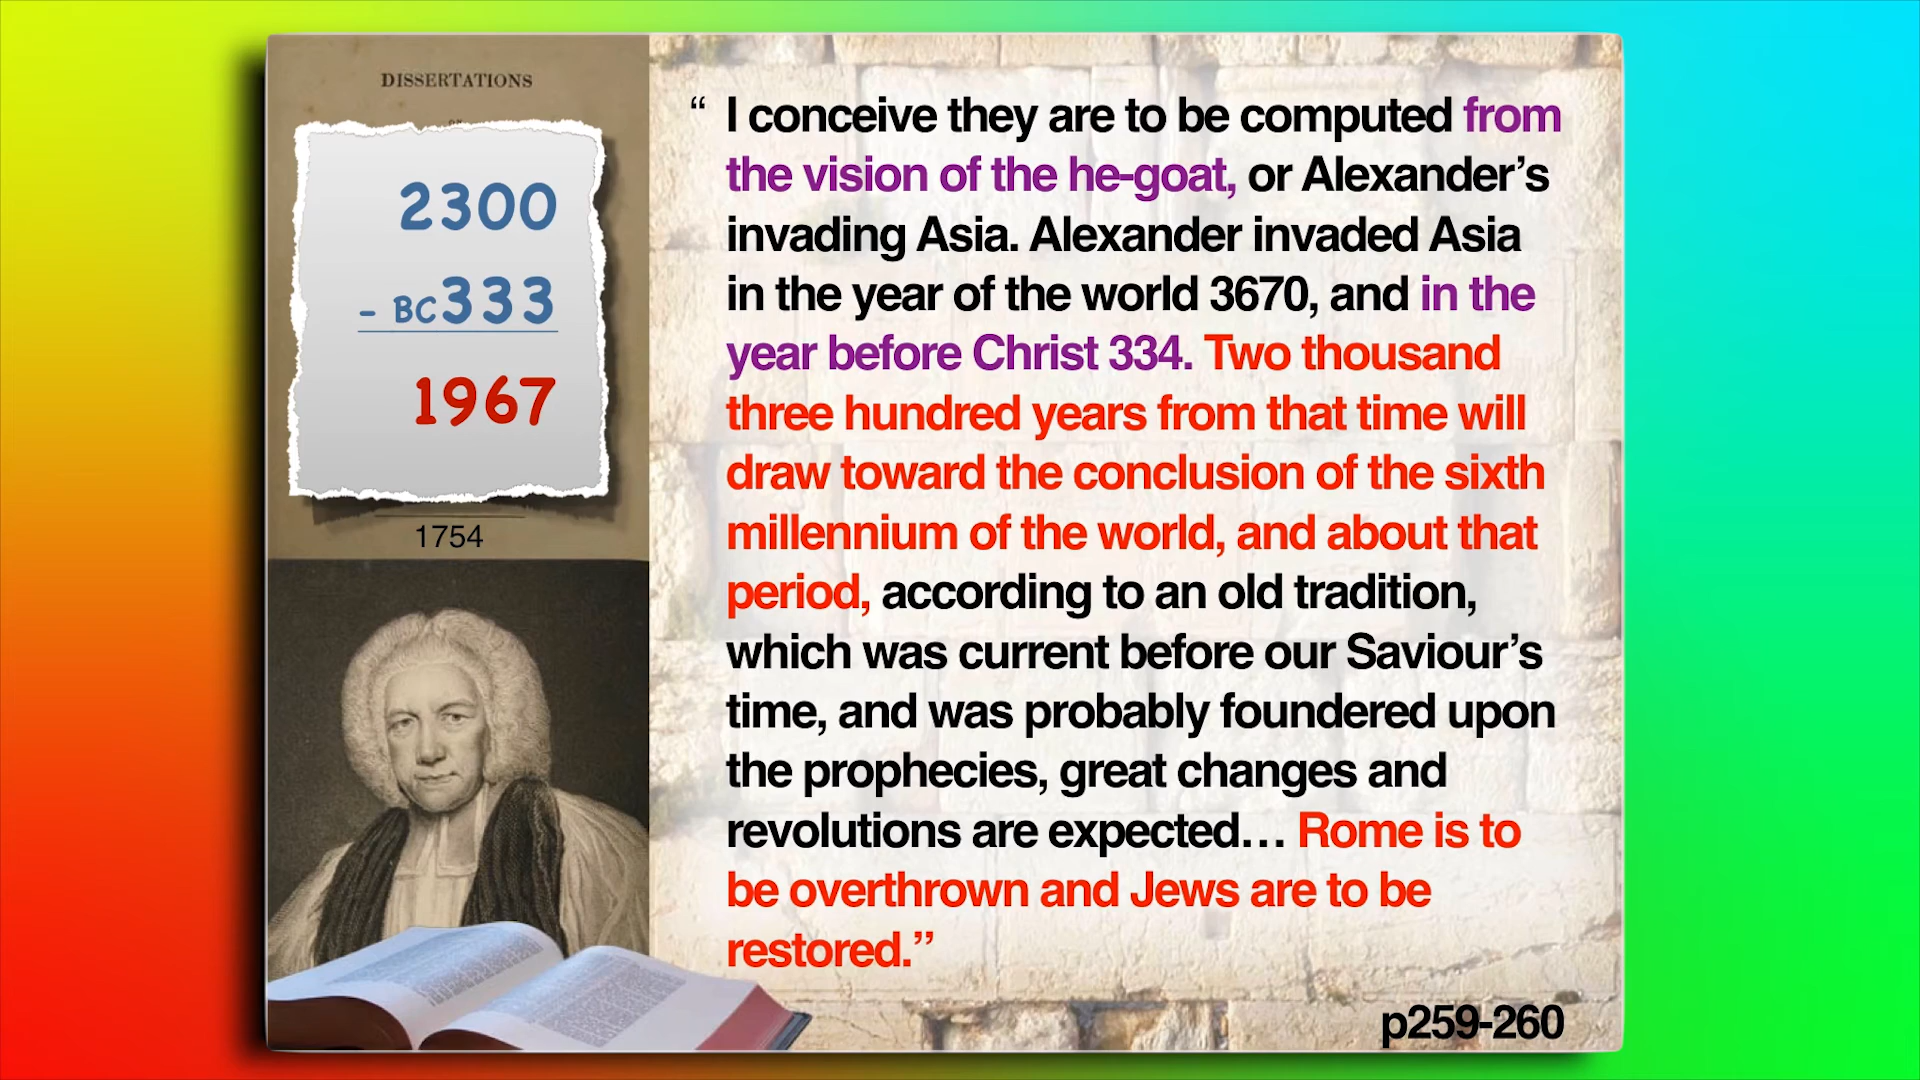 DISSERTATIONS
ON
2300
- BC333
1967
1754
“ I conceive they are to be computed from
the vision of the he-goat, or Alexander’s
invading Asia. Alexander invaded Asia
in the year of the world 3670, and in the
year before Christ 334. Two thousand
three hundred years from that time will
draw toward the conclusion of the sixth
millennium of the world, and about that
period, according to an old tradition,
which was current before our Saviour’s
time, and was probably foundered upon
the prophecies, great changes and
revolutions are expected… Rome is to
be overthrown and Jews are to be
restored.”
p259-260